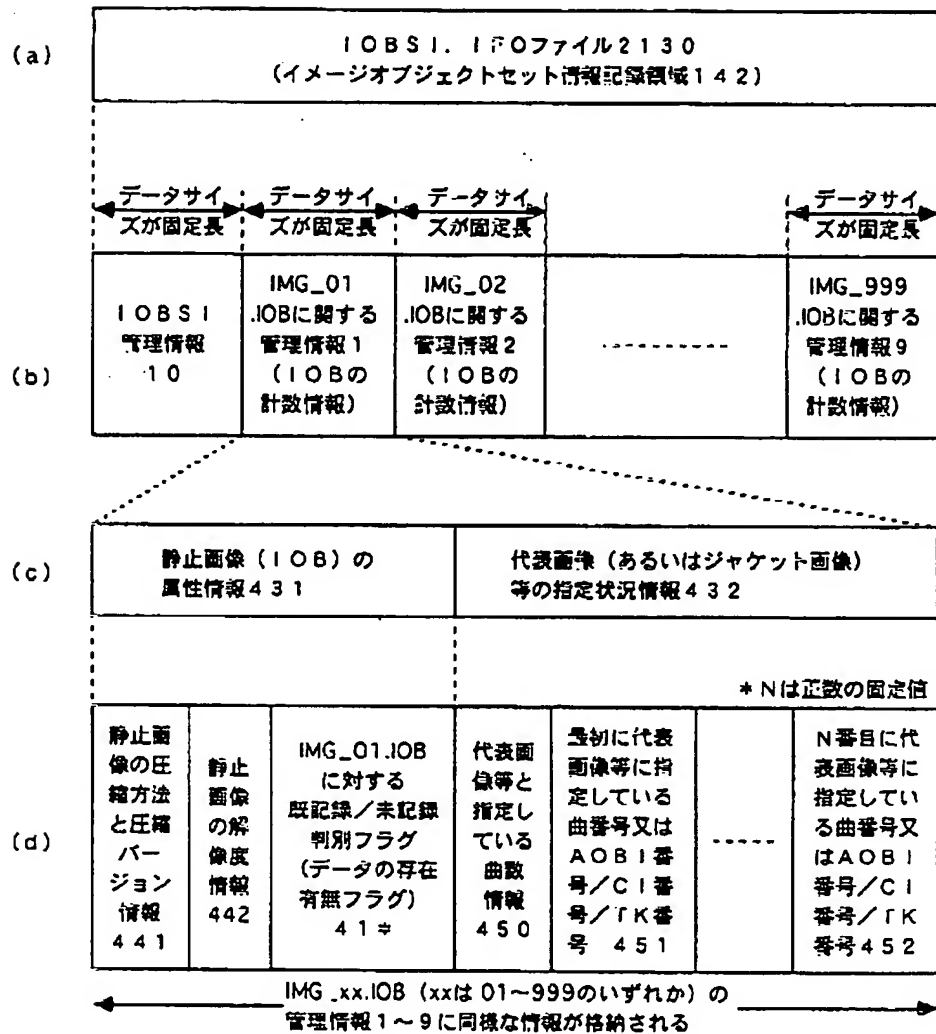 (a)
IOBSI. IFOファイル2130
(イメージオブジェクトセット情報記録領域142)
データサイ
ズが固定長
データサイ
ズが固定長
データサイ
ズが固定長
データサイ
ズが固定長
(b)
IOBSI
管理情報
10
IMG_01
.IOBに関する
管理情報1
(IOBの
計数情報)
IMG_02
.IOBに関する
管理情報2
(IOBの
計数情報)
IMG_999
.IOBに関する
管理情報9
(IOBの
計数情報)
(c)
静止画像(IOB)の
属性情報431
代表画像(あるいはジャケット画像)
等の指定状況情報432
*Nは正数の固定値
(d)
静止画
像の圧
縮方法
と圧縮
バー
ジョン
情報
441
静止
画像
の解
像度
情報
442
IMG_01.IOB
に対する
既記録/未記録
判別フラグ
(データの存在
有無フラグ)
41
代表画
像等と
指定し
ている
曲数
情報
450
最初に代表
画像等に指
定している
曲番号又は
AOBI番
号/CI番
号/TK番
号 451
N番目に代
表画像等に
指定してい
る曲番号又
はAOBI
番号/CI
番号/TK
番号452
IMG_xx.IOB (xxは 01~999のいずれか) の
管理情報1~9に同様な情報が格納される